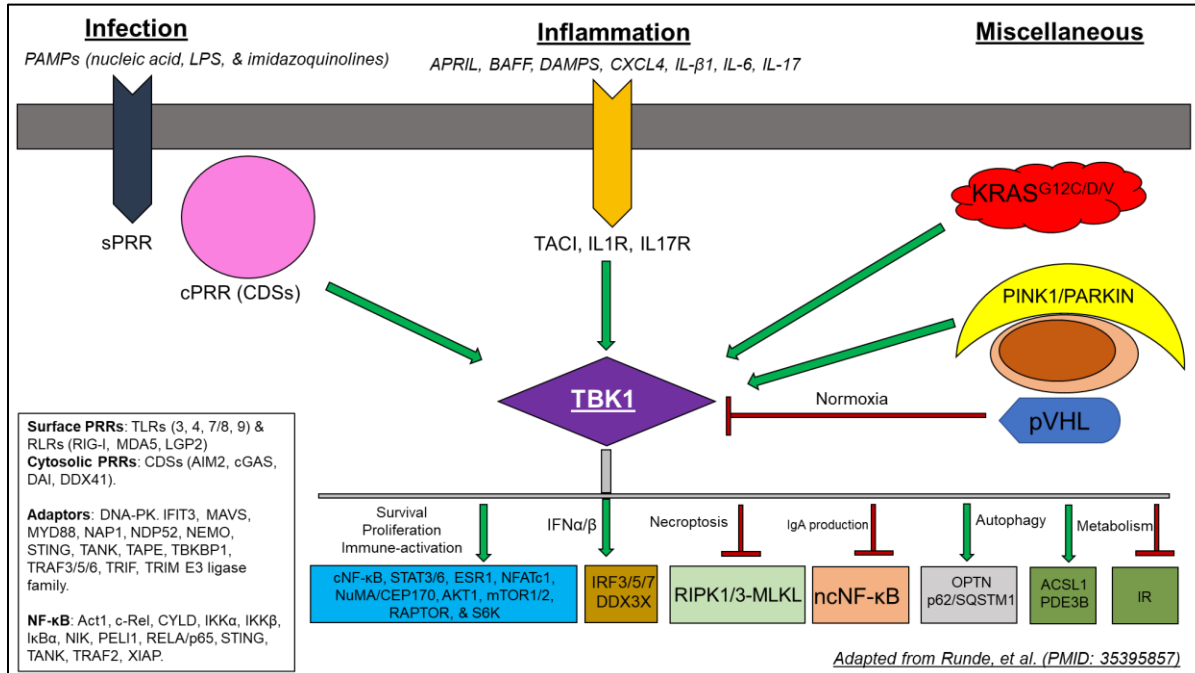 Infection
PAMPs (nucleic acid, LPS, & imidazoquinolines)
Inflammation
APRIL, BAFF, DAMPS, CXCL4, IL-β1, IL-6, IL-17
Miscellaneous
sPRR
cPRR (CDSs)
TACI, IL1R, IL17R
KRASG12C/D/V
PINK1/PARKIN
TBK1
Normoxia
pVHL
Surface PRRs: TLRs (3, 4, 7/8, 9) &
RLRs (RIG-I, MDA5, LGP2)
Cytosolic PRRs: CDSs (AIM2, cGAS,
DAI, DDX41).
Adaptors: DNA-PK. IFIT3, MAVS,
MYD88, NAP1, NDP52, NEMO,
STING, TANK, TAPE, TBKBP1,
TRAF3/5/6, TRIF, TRIM E3 ligase
family.
NF-κB: Act1, c-Rel, CYLD, IKKα, IKKβ,
IκBα, NIK, PELI1, RELA/p65, STING,
TANK, TRAF2, XIAP.
Survival
Proliferation
Immune-activation
IFNα/β
Necroptosis
IgA production
Autophagy
Metabolism
cNF-κB, STAT3/6, ESR1, NFATc1,
NuMA/CEP170, AKT1, mTOR1/2,
RAPTOR, & S6K
IRF3/5/7
DDX3X
RIPK1/3-MLKL
ncNF-κB
OPTN
p62/SQSTM1
ACSL1
PDE3B
IR
Adapted from Runde, et al. (PMID: 35395857)